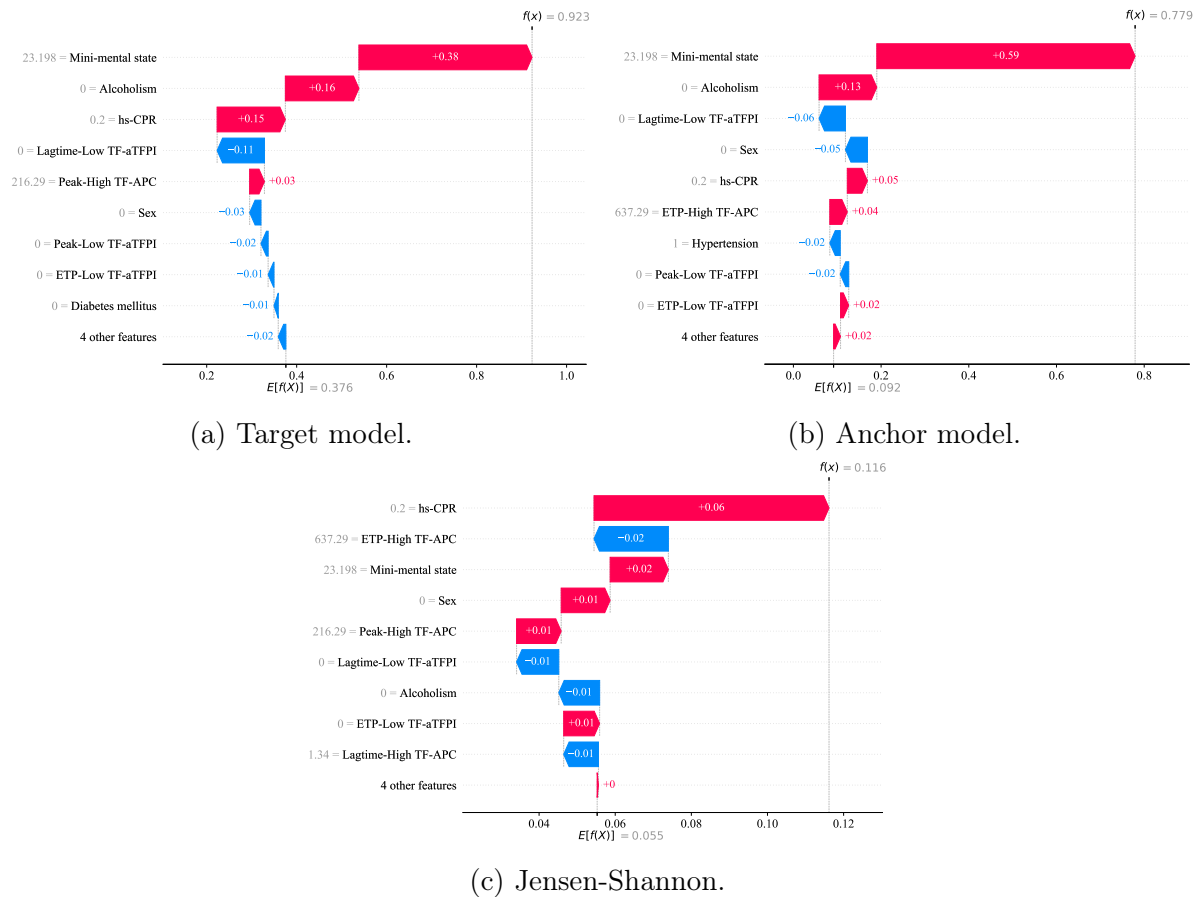 f(x) = 0.923
23.198 = Mini-mental state
+0.38
0 = Alcoholism
+0.16
0.2 = hs-CPR
+0.15
0 = Lagtime-Low TF-aTFPI
−0.11
216.29 = Peak-High TF-APC
+0.03
0 = Sex
−0.03
0 = Peak-Low TF-aTFPI
−0.02
0 = ETP-Low TF-aTFPI
−0.01
0 = Diabetes mellitus
−0.01
4 other features
−0.02
0.2 0.4 0.6 0.8 1.0
E[f(X)] = 0.376
(a) Target model.
f(x) = 0.779
23.198 = Mini-mental state
+0.59
0 = Alcoholism
+0.13
0 = Lagtime-Low TF-aTFPI
−0.06
0 = Sex
−0.05
0.2 = hs-CPR
+0.05
637.29 = ETP-High TF-APC
+0.04
1 = Hypertension
−0.02
0 = Peak-Low TF-aTFPI
−0.02
0 = ETP-Low TF-aTFPI
+0.02
4 other features
+0.02
0.0 0.2 0.4 0.6 0.8
E[f(X)] = 0.092
(b) Anchor model.
f(x) = 0.116
0.2 = hs-CPR
+0.06
637.29 = ETP-High TF-APC
−0.02
23.198 = Mini-mental state
+0.02
0 = Sex
+0.01
216.29 = Peak-High TF-APC
+0.01
0 = Lagtime-Low TF-aTFPI
−0.01
0 = Alcoholism
−0.01
0 = ETP-Low TF-aTFPI
+0.01
1.34 = Lagtime-High TF-APC
−0.01
4 other features
+0
0.04 0.06 0.08 0.10 0.12
E[f(X)] = 0.055
(c) Jensen-Shannon.